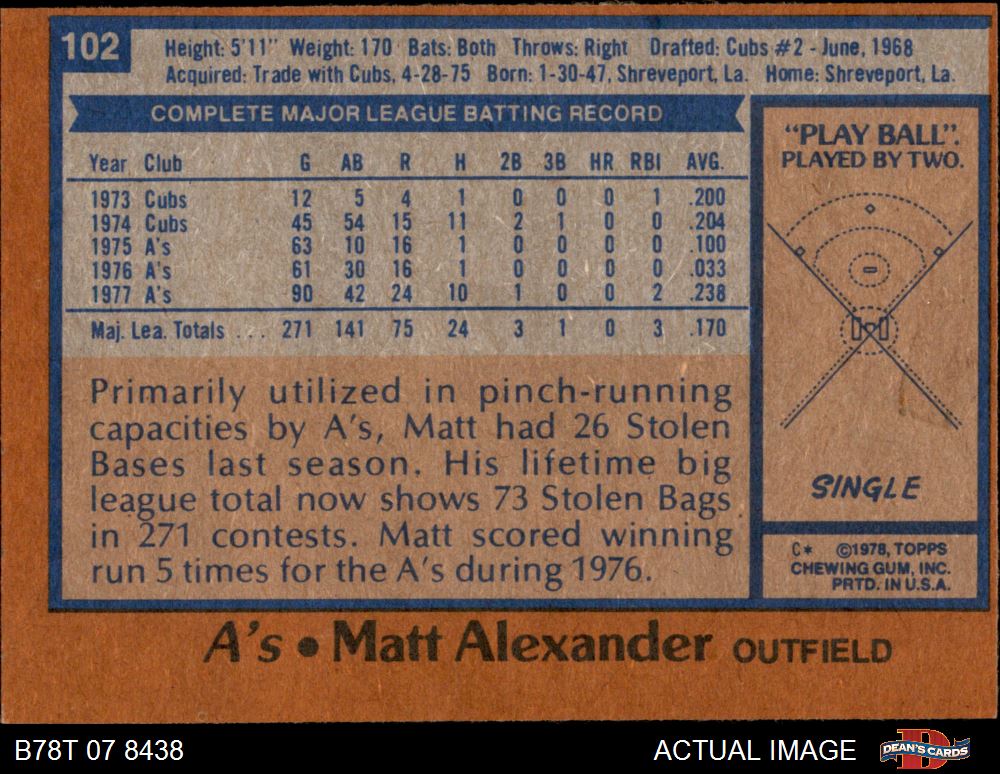 102
Height: 5'11" Weight: 170 Bats: Both Throws: Right Drafted: Cubs #2 - June, 1968
Acquired: Trade with Cubs, 4-28-75 Born: 1-30-47, Shreveport, La. Home: Shreveport, La.
COMPLETE MAJOR LEAGUE BATTING RECORD
Year Club G AB R H 2B 3B HR RBI AVG.
1973 Cubs 12 5 4 1 0 0 0 1 .200
1974 Cubs 45 54 15 11 2 1 0 0 .204
1975 A's 63 10 16 1 0 0 0 0 .100
1976 A's 61 30 16 1 0 0 0 0 .033
1977 A's 90 42 24 10 1 0 0 2 .238
Maj. Lea. Totals ... 271 141 75 24 3 1 0 3 .170
Primarily utilized in pinch-running
capacities by A's, Matt had 26 Stolen
Bases last season. His lifetime big
league total now shows 73 Stolen Bags
in 271 contests. Matt scored winning
run 5 times for the A's during 1976.
"PLAY BALL".
PLAYED BY TWO.
SINGLE
C* ©1978, TOPPS
CHEWING GUM, INC.
PRTD. IN U.S.A.
A's • Matt Alexander OUTFIELD
B78T 07 8438
ACTUAL IMAGE
DEAN'S CARDS